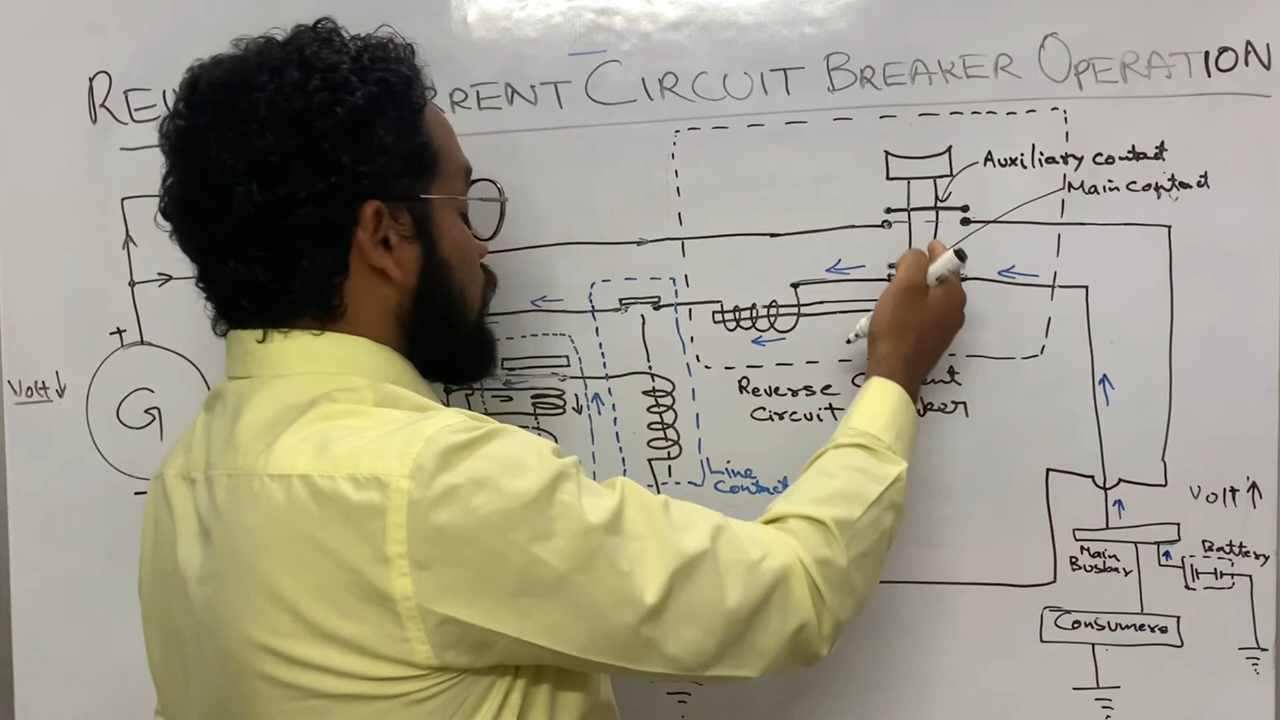 CIRCUIT BREAKER OPERATION
Auxiliary contact
Main contact
+
G
-
Volt ↓
Reverse
Circuit
Line
Contact
Volt ↑
Main
Busbar
Battery
Consumers